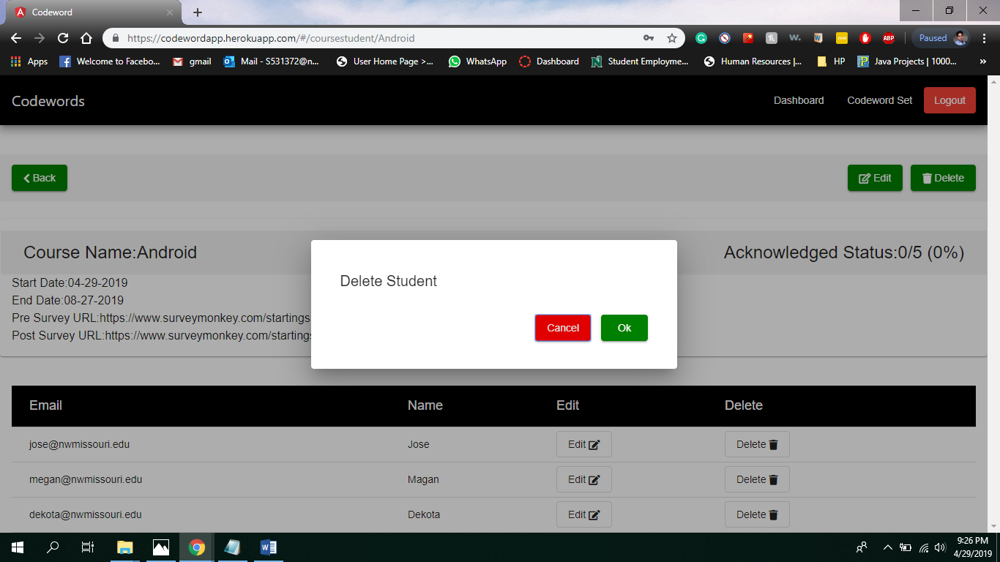 Codeword
https://codewordapp.herokuapp.com/#/coursestudent/Android
Paused
Apps Welcome to Facebo... gmail Mail - S531372@n... User Home Page >... WhatsApp Dashboard Student Employme... Human Resources |... HP Java Projects | 1000... »
Codewords Dashboard Codeword Set Logout
Back Edit Delete
Course Name:Android Acknowledged Status:0/5 (0%)
Start Date:04-29-2019
End Date:08-27-2019
Pre Survey URL:https://www.surveymonkey.com/startings
Post Survey URL:https://www.surveymonkey.com/startings
Delete Student
Cancel Ok
Email Name Edit Delete
jose@nwmissouri.edu Jose Edit Delete
megan@nwmissouri.edu Magan Edit Delete
dekota@nwmissouri.edu Dekota Edit Delete
9:26 PM
4/29/2019